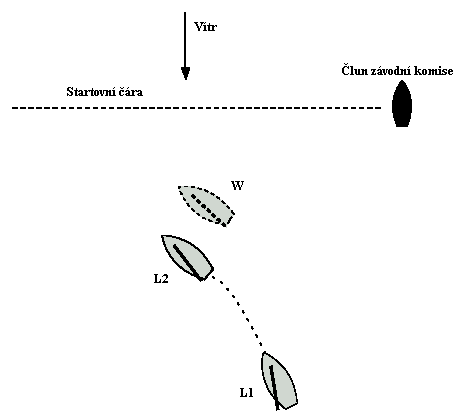 Vítr
Člun závodní komise
Startovní čára
W
L2
L1